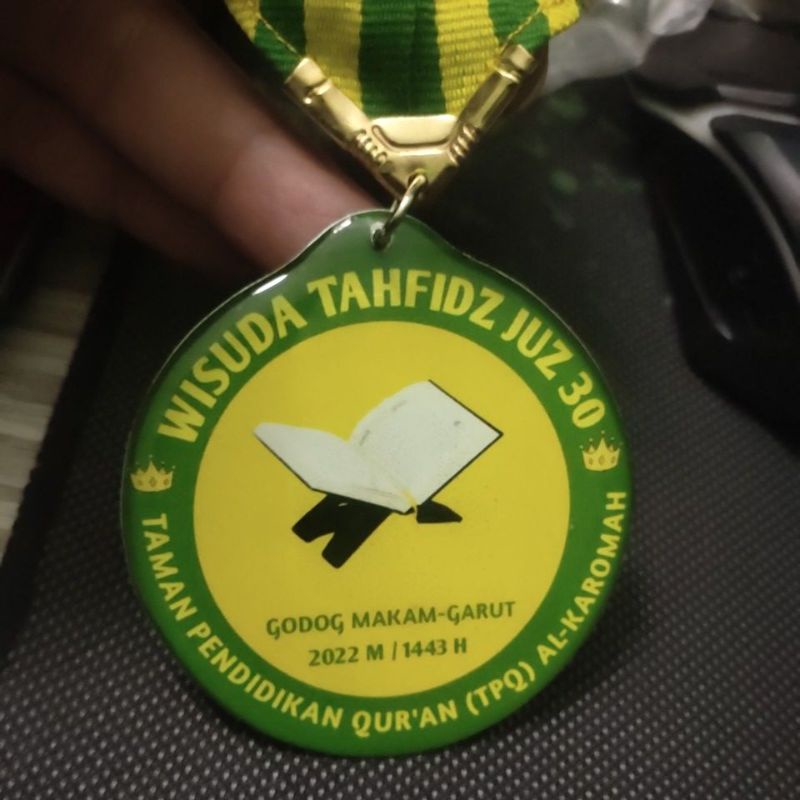 WISUDA TAHFIDZ JUZ 30
GODOG MAKAM-GARUT
2022 M / 1443 H
TAMAN PENDIDIKAN QUR'AN (TPQ) AL-KAROMAH